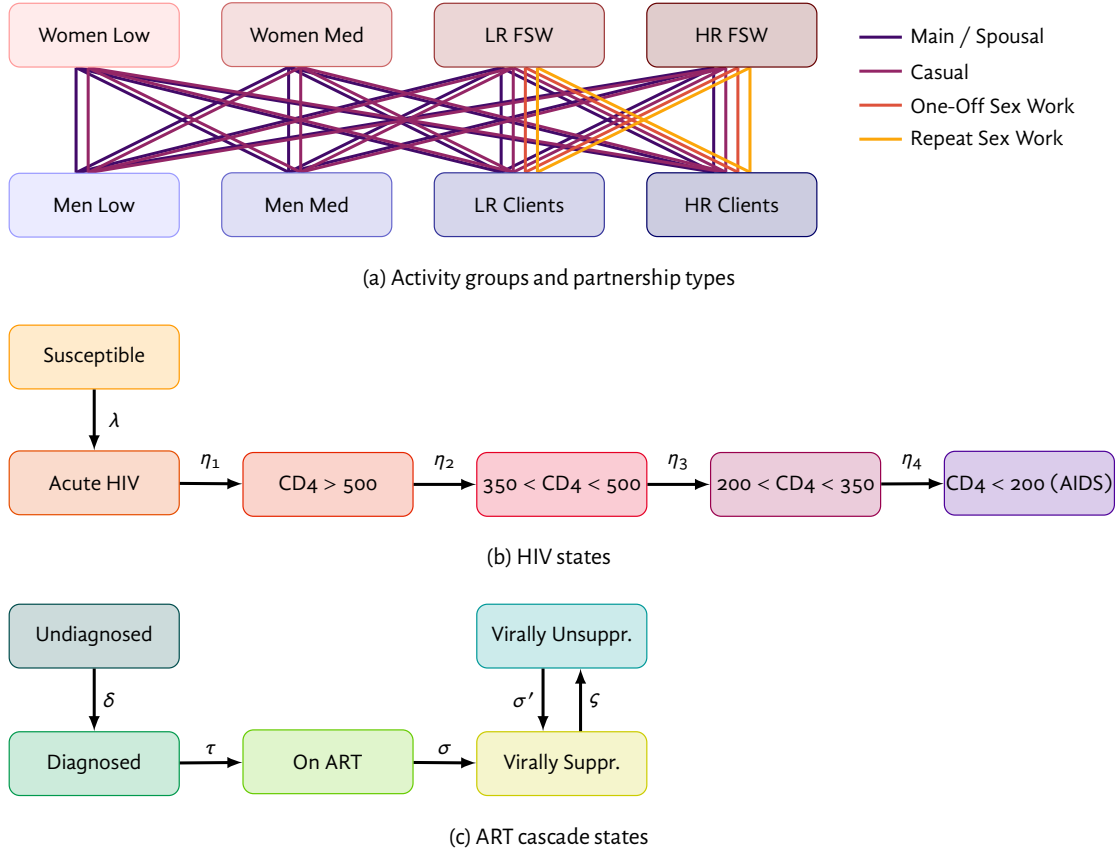 Women Low
Women Med
LR FSW
HR FSW
Main / Spousal
Casual
One-Off Sex Work
Repeat Sex Work
Men Low
Men Med
LR Clients
HR Clients
(a) Activity groups and partnership types
Susceptible
λ
Acute HIV
η1
CD4 > 500
η2
350 < CD4 < 500
η3
200 < CD4 < 350
η4
CD4 < 200 (AIDS)
(b) HIV states
Undiagnosed
Virally Unsuppr.
δ
σ′
ς
Diagnosed
τ
On ART
σ
Virally Suppr.
(c) ART cascade states